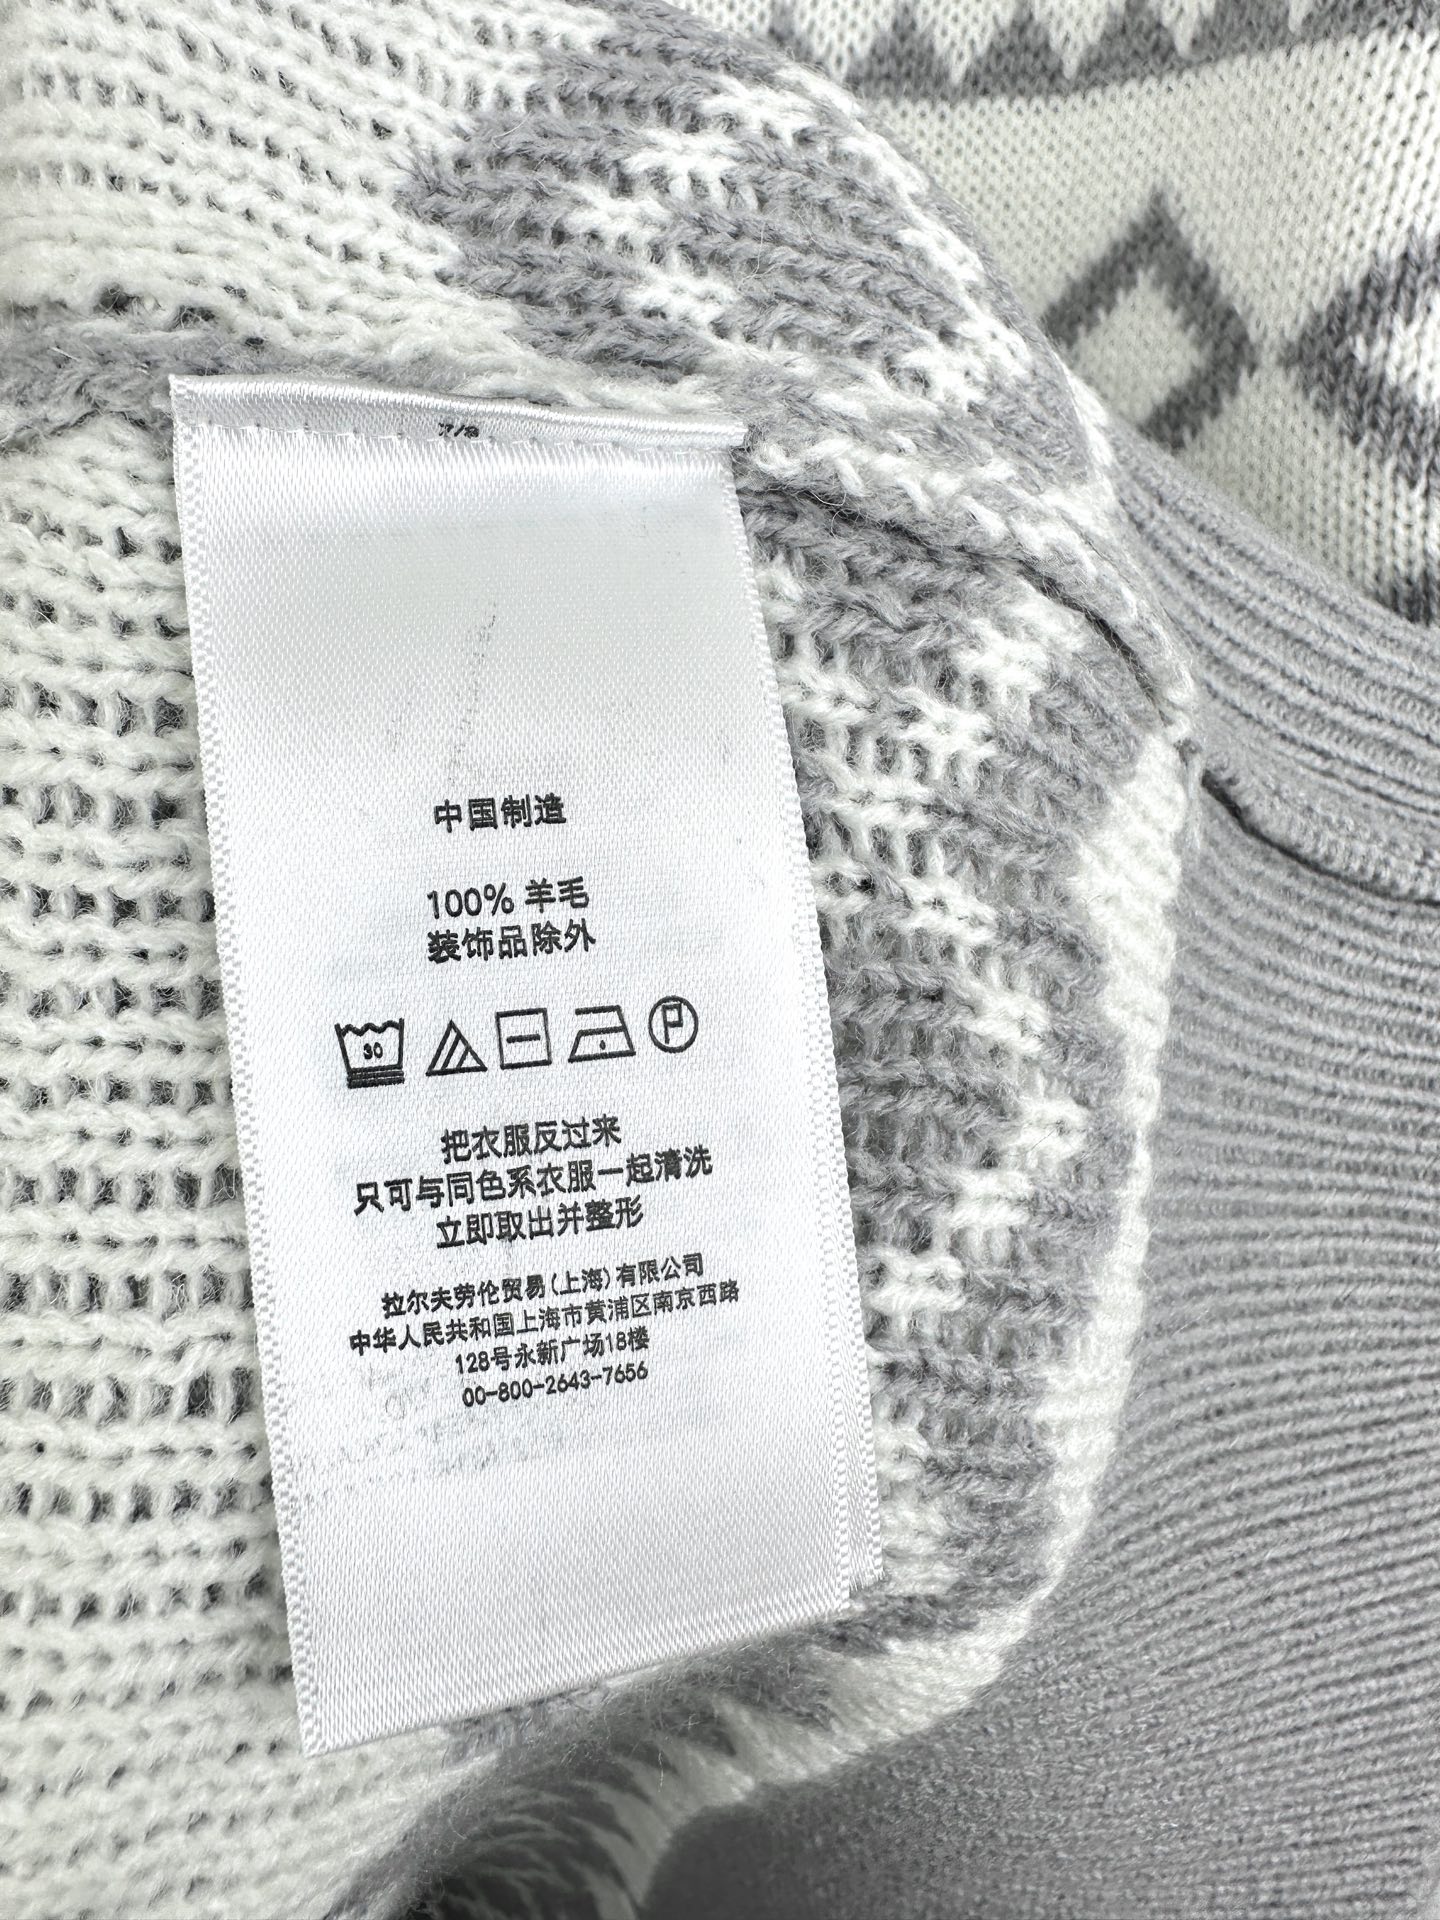 7/8
中国制造
100% 羊毛
装饰品除外
30
P
把衣服反过来
只可与同色系衣服一起清洗
立即取出并整形
拉尔夫劳伦贸易(上海)有限公司
中华人民共和国上海市黄浦区南京西路
128号永新广场18楼
00-800-2643-7656